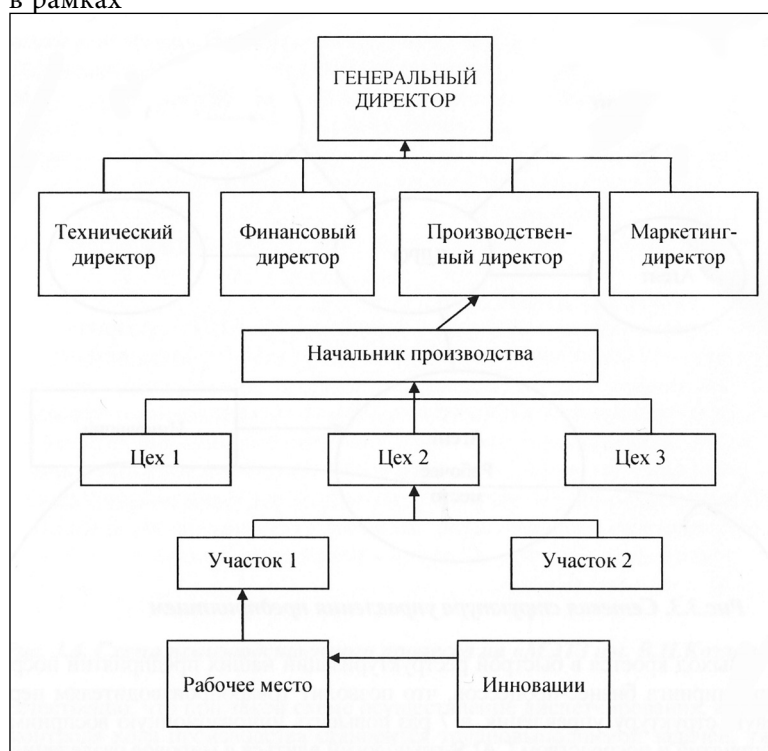 в рамках
ГЕНЕРАЛЬНЫЙ
ДИРЕКТОР
Технический
директор
Финансовый
директор
Производствен-
ный директор
Маркетинг-
директор
Начальник производства
Цех 1
Цех 2
Цех 3
Участок 1
Участок 2
Рабочее место
Инновации